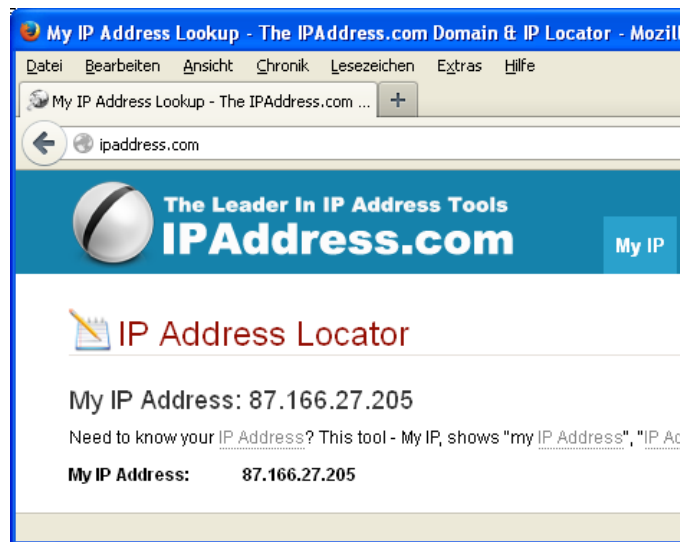 My IP Address Lookup - The IPAddress.com Domain & IP Locator - Mozill
Datei Bearbeiten Ansicht Chronik Lesezeichen Extras Hilfe
My IP Address Lookup - The IPAddress.com ... +
ipaddress.com
The Leader In IP Address Tools
IPAddress.com
My IP
IP Address Locator
My IP Address: 87.166.27.205
Need to know your IP Address? This tool - My IP, shows "my IP Address", "IP Ad
My IP Address: 87.166.27.205